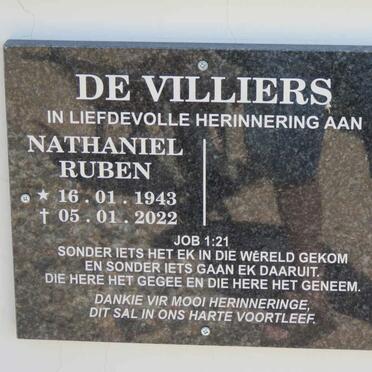 DE VILLIERS
IN LIEFDEVOLLE HERINNERING AAN
NATHANIEL
RUBEN
★ 16 . 01 . 1943
† 05 . 01 . 2022
JOB 1:21
SONDER IETS HET EK IN DIE WÊRELD GEKOM
EN SONDER IETS GAAN EK DAARUIT.
DIE HERE HET GEGEE EN DIE HERE HET GENEEM.
DANKIE VIR MOOI HERINNERINGE,
DIT SAL IN ONS HARTE VOORTLEEF.